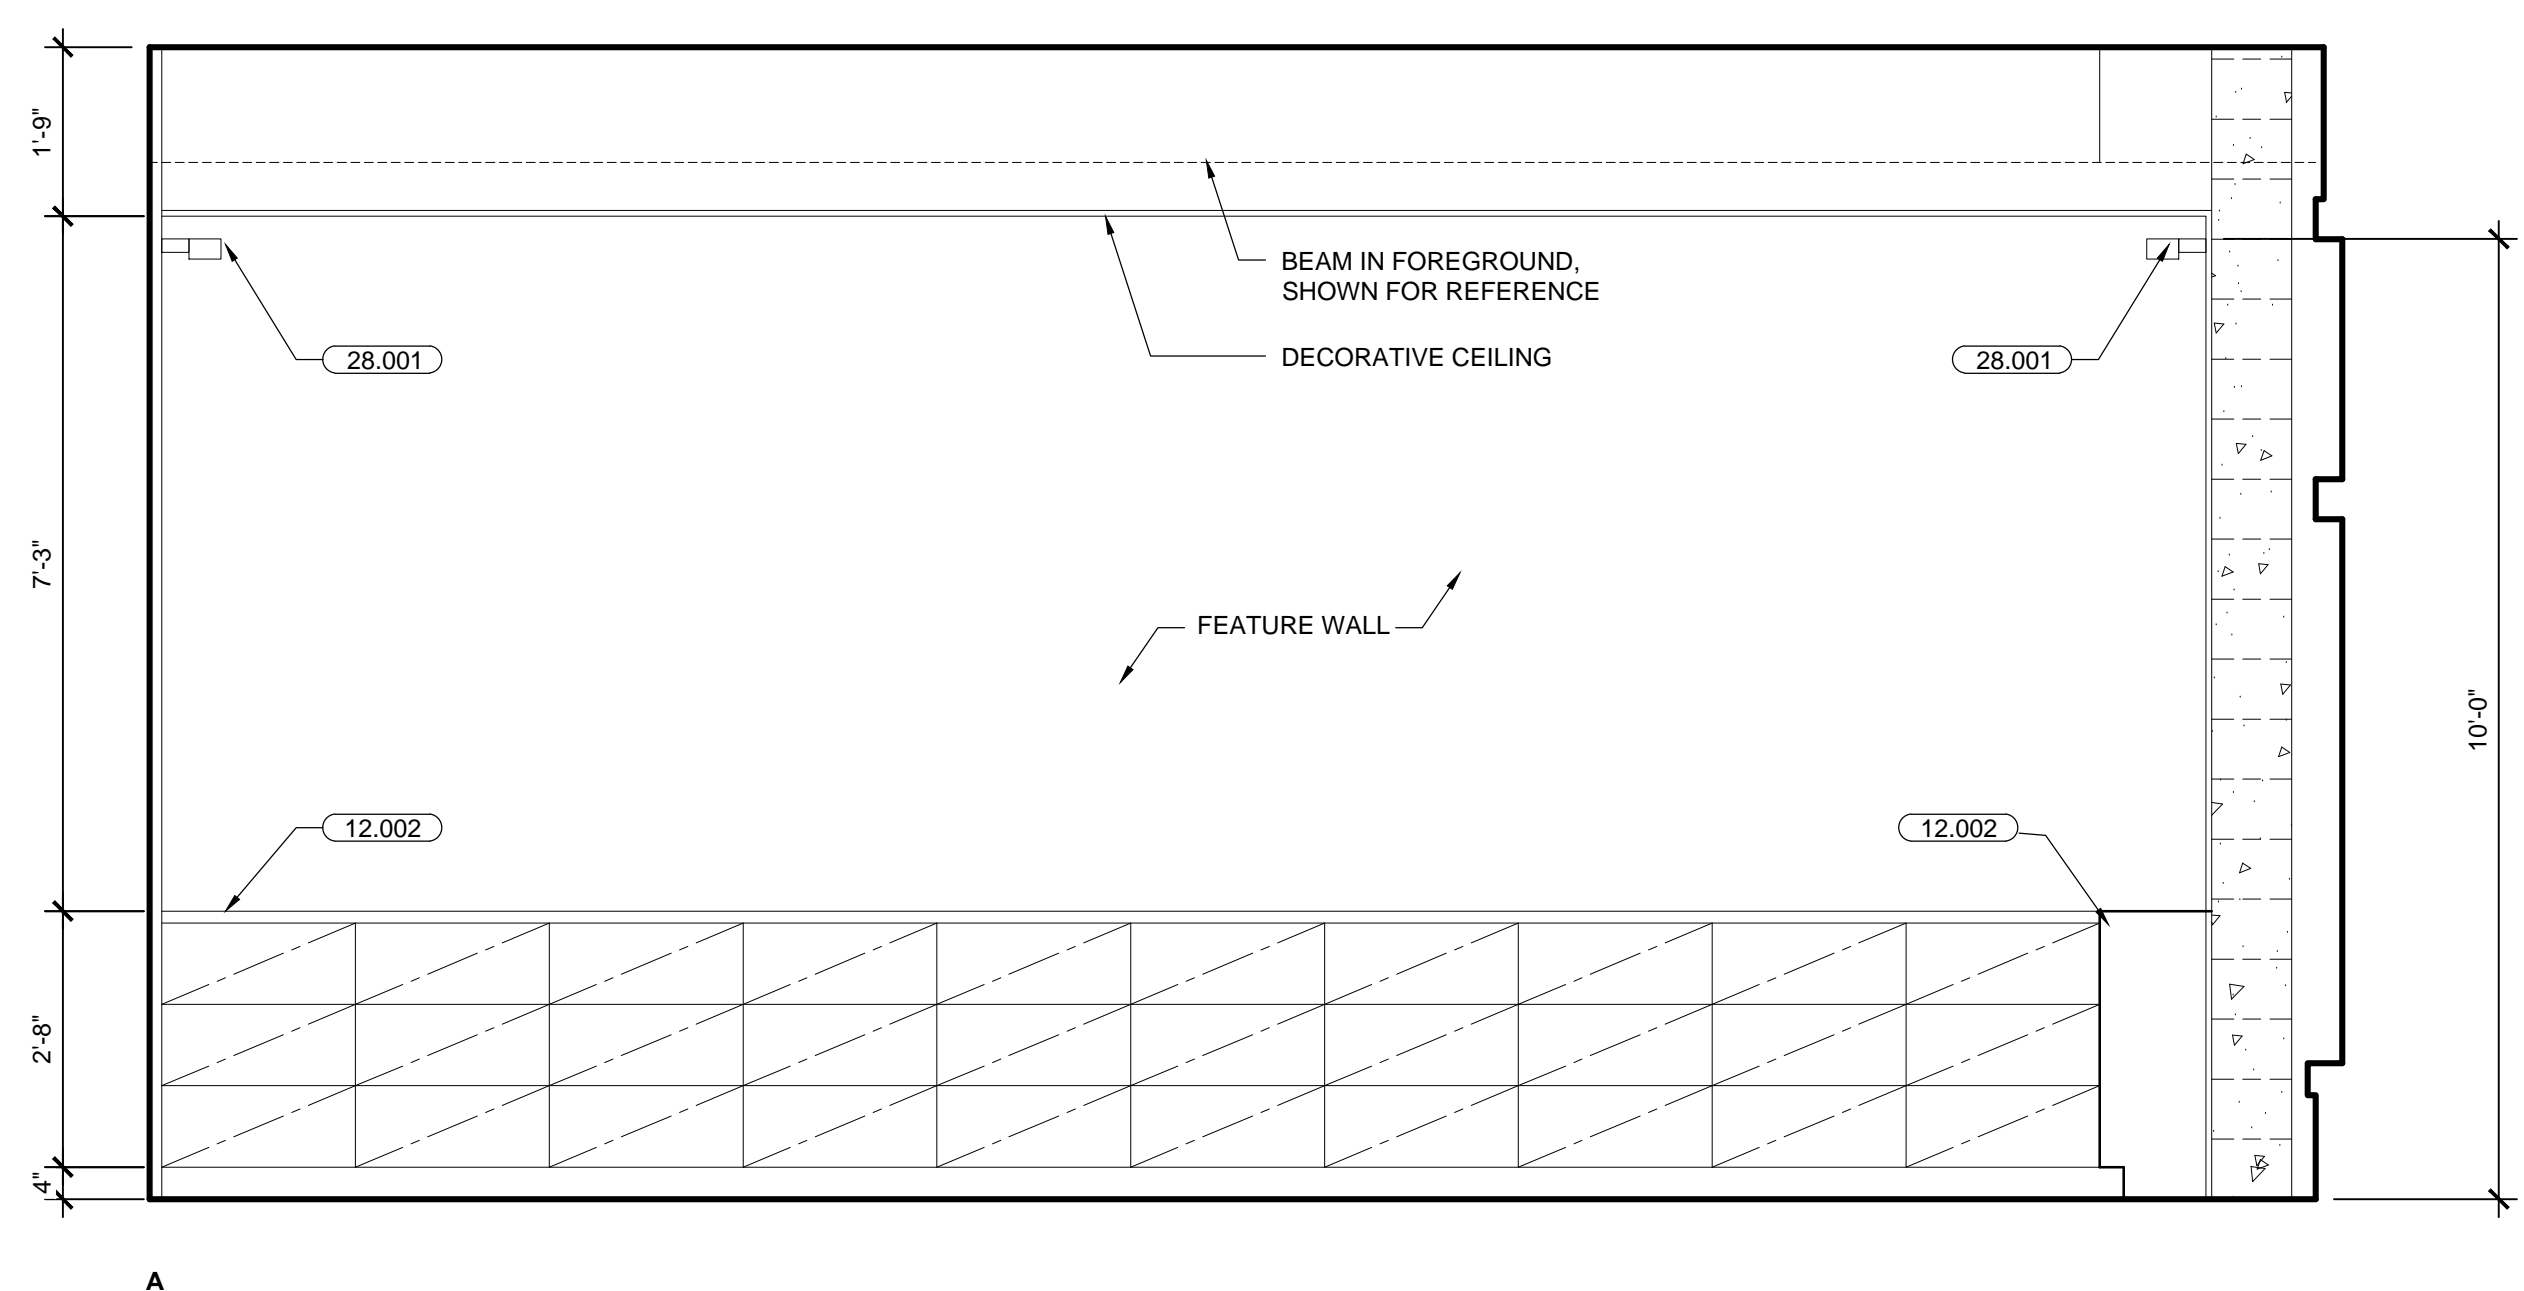 1'-9"
BEAM IN FOREGROUND,
SHOWN FOR REFERENCE
DECORATIVE CEILING
28.001
28.001
7'-3"
FEATURE WALL
10'-0"
12.002
12.002
2'-8"
4"
A